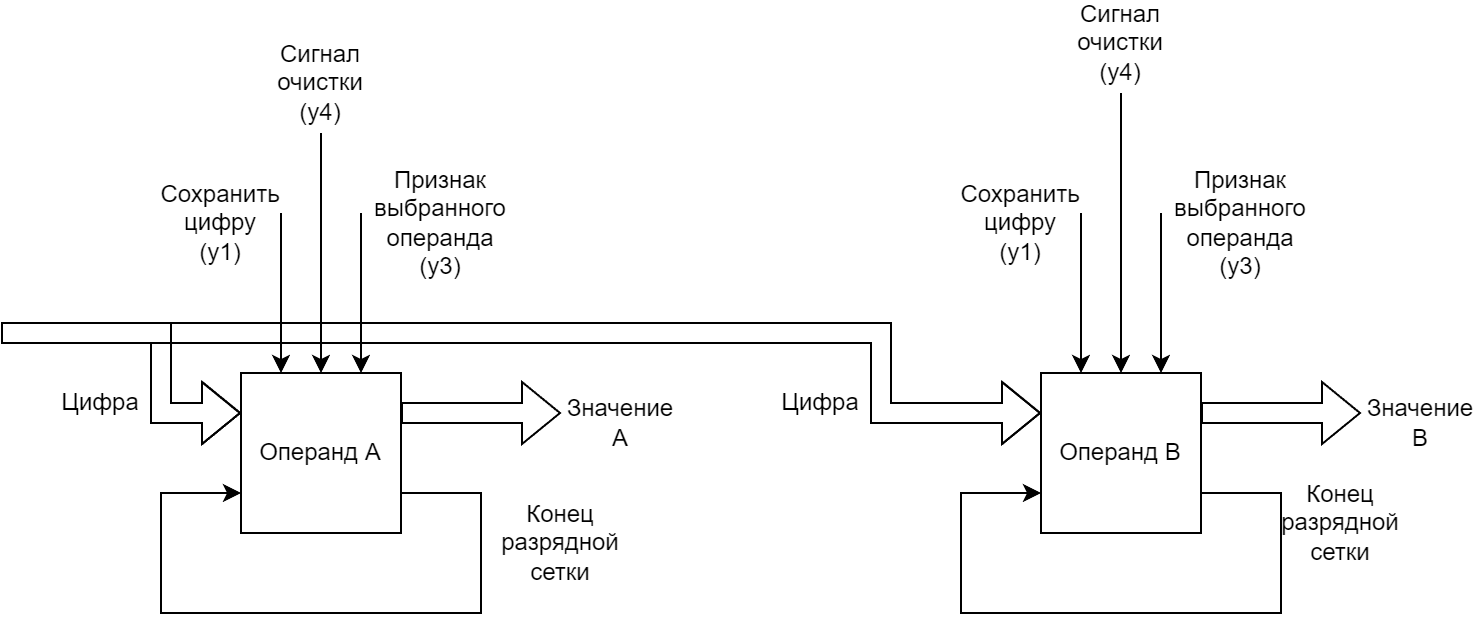 Сигнал
очистки
(y4)
Сохранить
цифру
(y1)
Признак
выбранного
операнда
(y3)
Цифра
Операнд A
Значение
A
Конец
разрядной
сетки
Сигнал
очистки
(y4)
Сохранить
цифру
(y1)
Признак
выбранного
операнда
(y3)
Цифра
Операнд B
Значение
B
Конец
разрядной
сетки